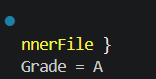 nnerFile }
Grade = A